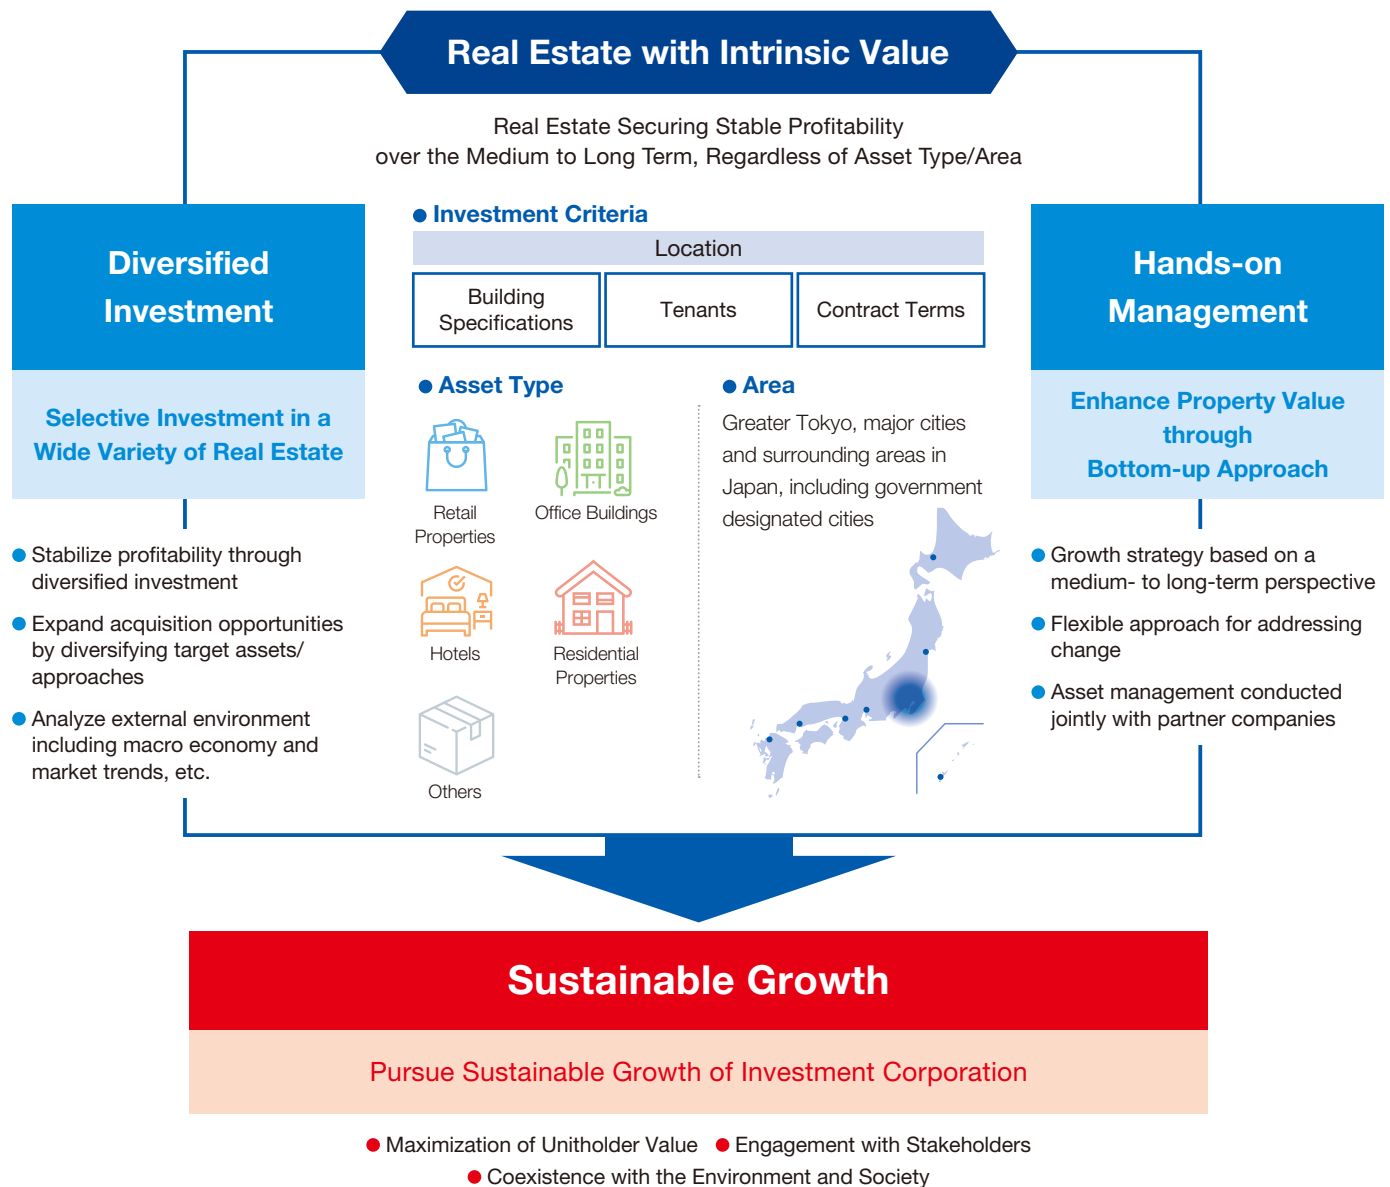 Real Estate with Intrinsic Value
Real Estate Securing Stable Profitability
over the Medium to Long Term, Regardless of Asset Type/Area
Diversified
Investment
Selective Investment in a
Wide Variety of Real Estate
● Stabilize profitability through
diversified investment
● Expand acquisition opportunities
by diversifying target assets/
approaches
● Analyze external environment
including macro economy and
market trends, etc.
● Investment Criteria
Location
Building
Specifications
Tenants
Contract Terms
● Asset Type
Retail
Properties
Office Buildings
Hotels
Residential
Properties
Others
● Area
Greater Tokyo, major cities
and surrounding areas in
Japan, including government
designated cities
Hands-on
Management
Enhance Property Value
through
Bottom-up Approach
● Growth strategy based on a
medium- to long-term perspective
● Flexible approach for addressing
change
● Asset management conducted
jointly with partner companies
Sustainable Growth
Pursue Sustainable Growth of Investment Corporation
● Maximization of Unitholder Value ● Engagement with Stakeholders
● Coexistence with the Environment and Society